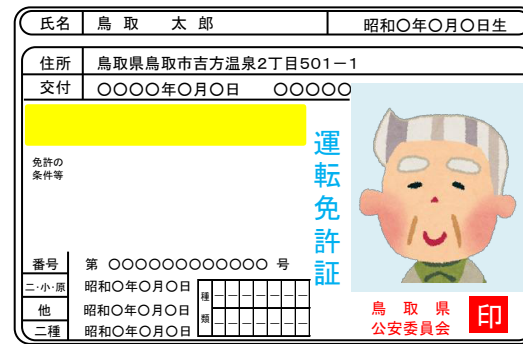 氏名 鳥取 太郎 昭和〇年〇月〇日生
住所 鳥取県鳥取市吉方温泉2丁目501-1
交付 〇〇〇〇年〇月〇日 〇〇〇〇〇
運転免許証
免許の
条件等
番号 第 〇〇〇〇〇〇〇〇〇〇〇〇 号
二・小・原 昭和〇年〇月〇日
他 昭和〇年〇月〇日
二種 昭和〇年〇月〇日
種類 － － － － － － －
－ － － － － － －
鳥取県
公安委員会
印